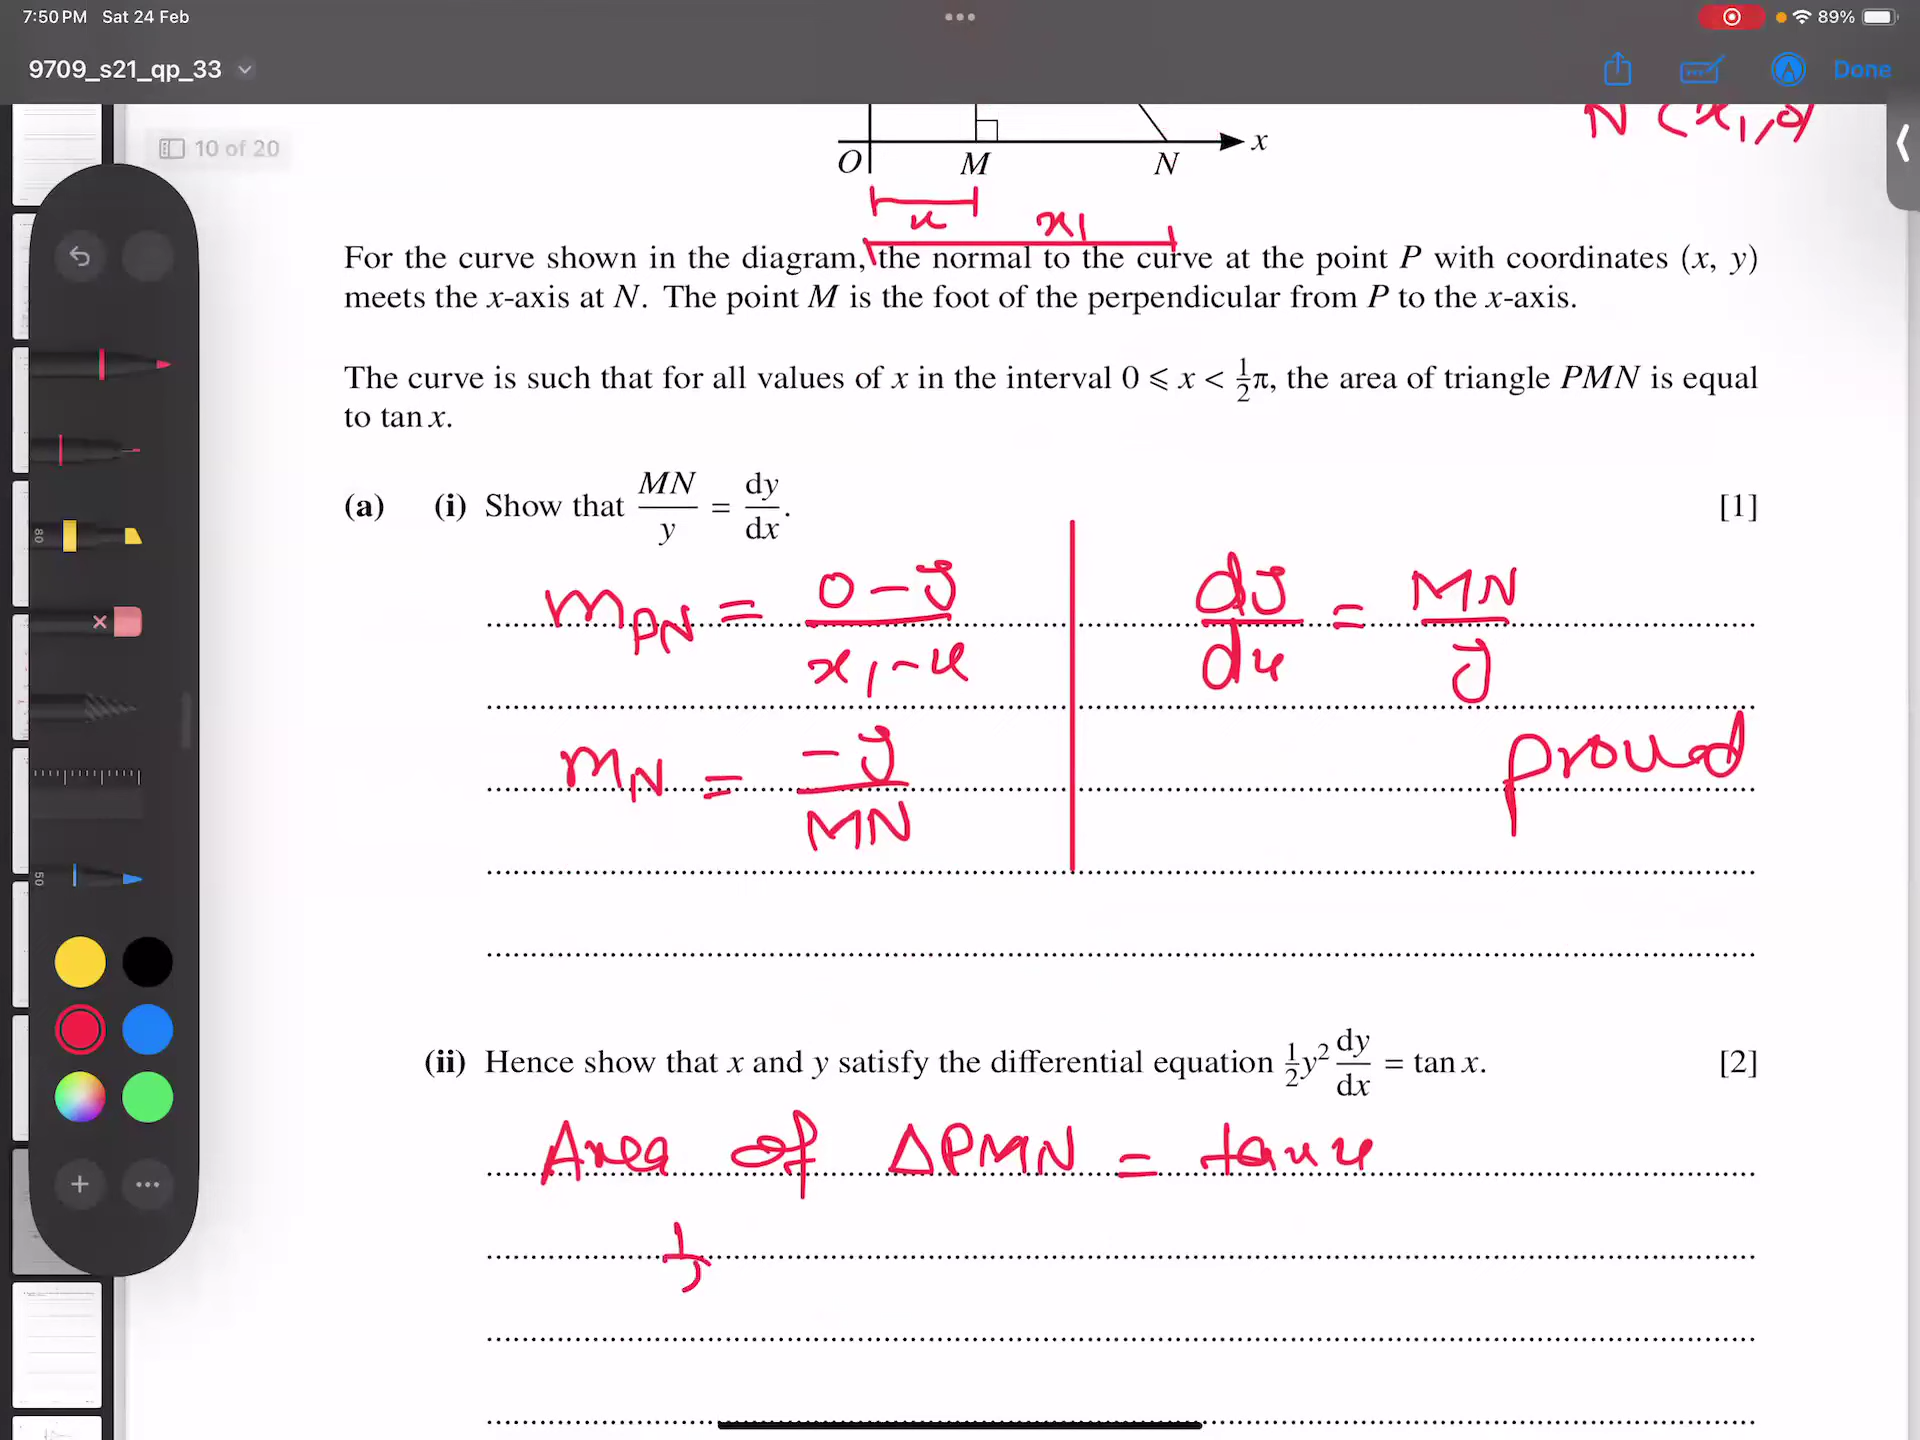 7:50 PM Sat 24 Feb
89%
9709_s21_qp_33
Done
10 of 20
N (x₁, 0)
x
O M N
x x₁
For the curve shown in the diagram, the normal to the curve at the point P with coordinates (x, y)
meets the x-axis at N. The point M is the foot of the perpendicular from P to the x-axis.
The curve is such that for all values of x in the interval 0 ⩽ x < ½π, the area of triangle PMN is equal
to tan x.
(a) (i) Show that MN/y = dy/dx. [1]
m_PN = (0 - y)/(x₁ - x)
m_N = -y/MN
dy/dx = MN/y
proved
(ii) Hence show that x and y satisfy the differential equation ½y² dy/dx = tan x. [2]
Area of ΔPMN = tan x
80
50